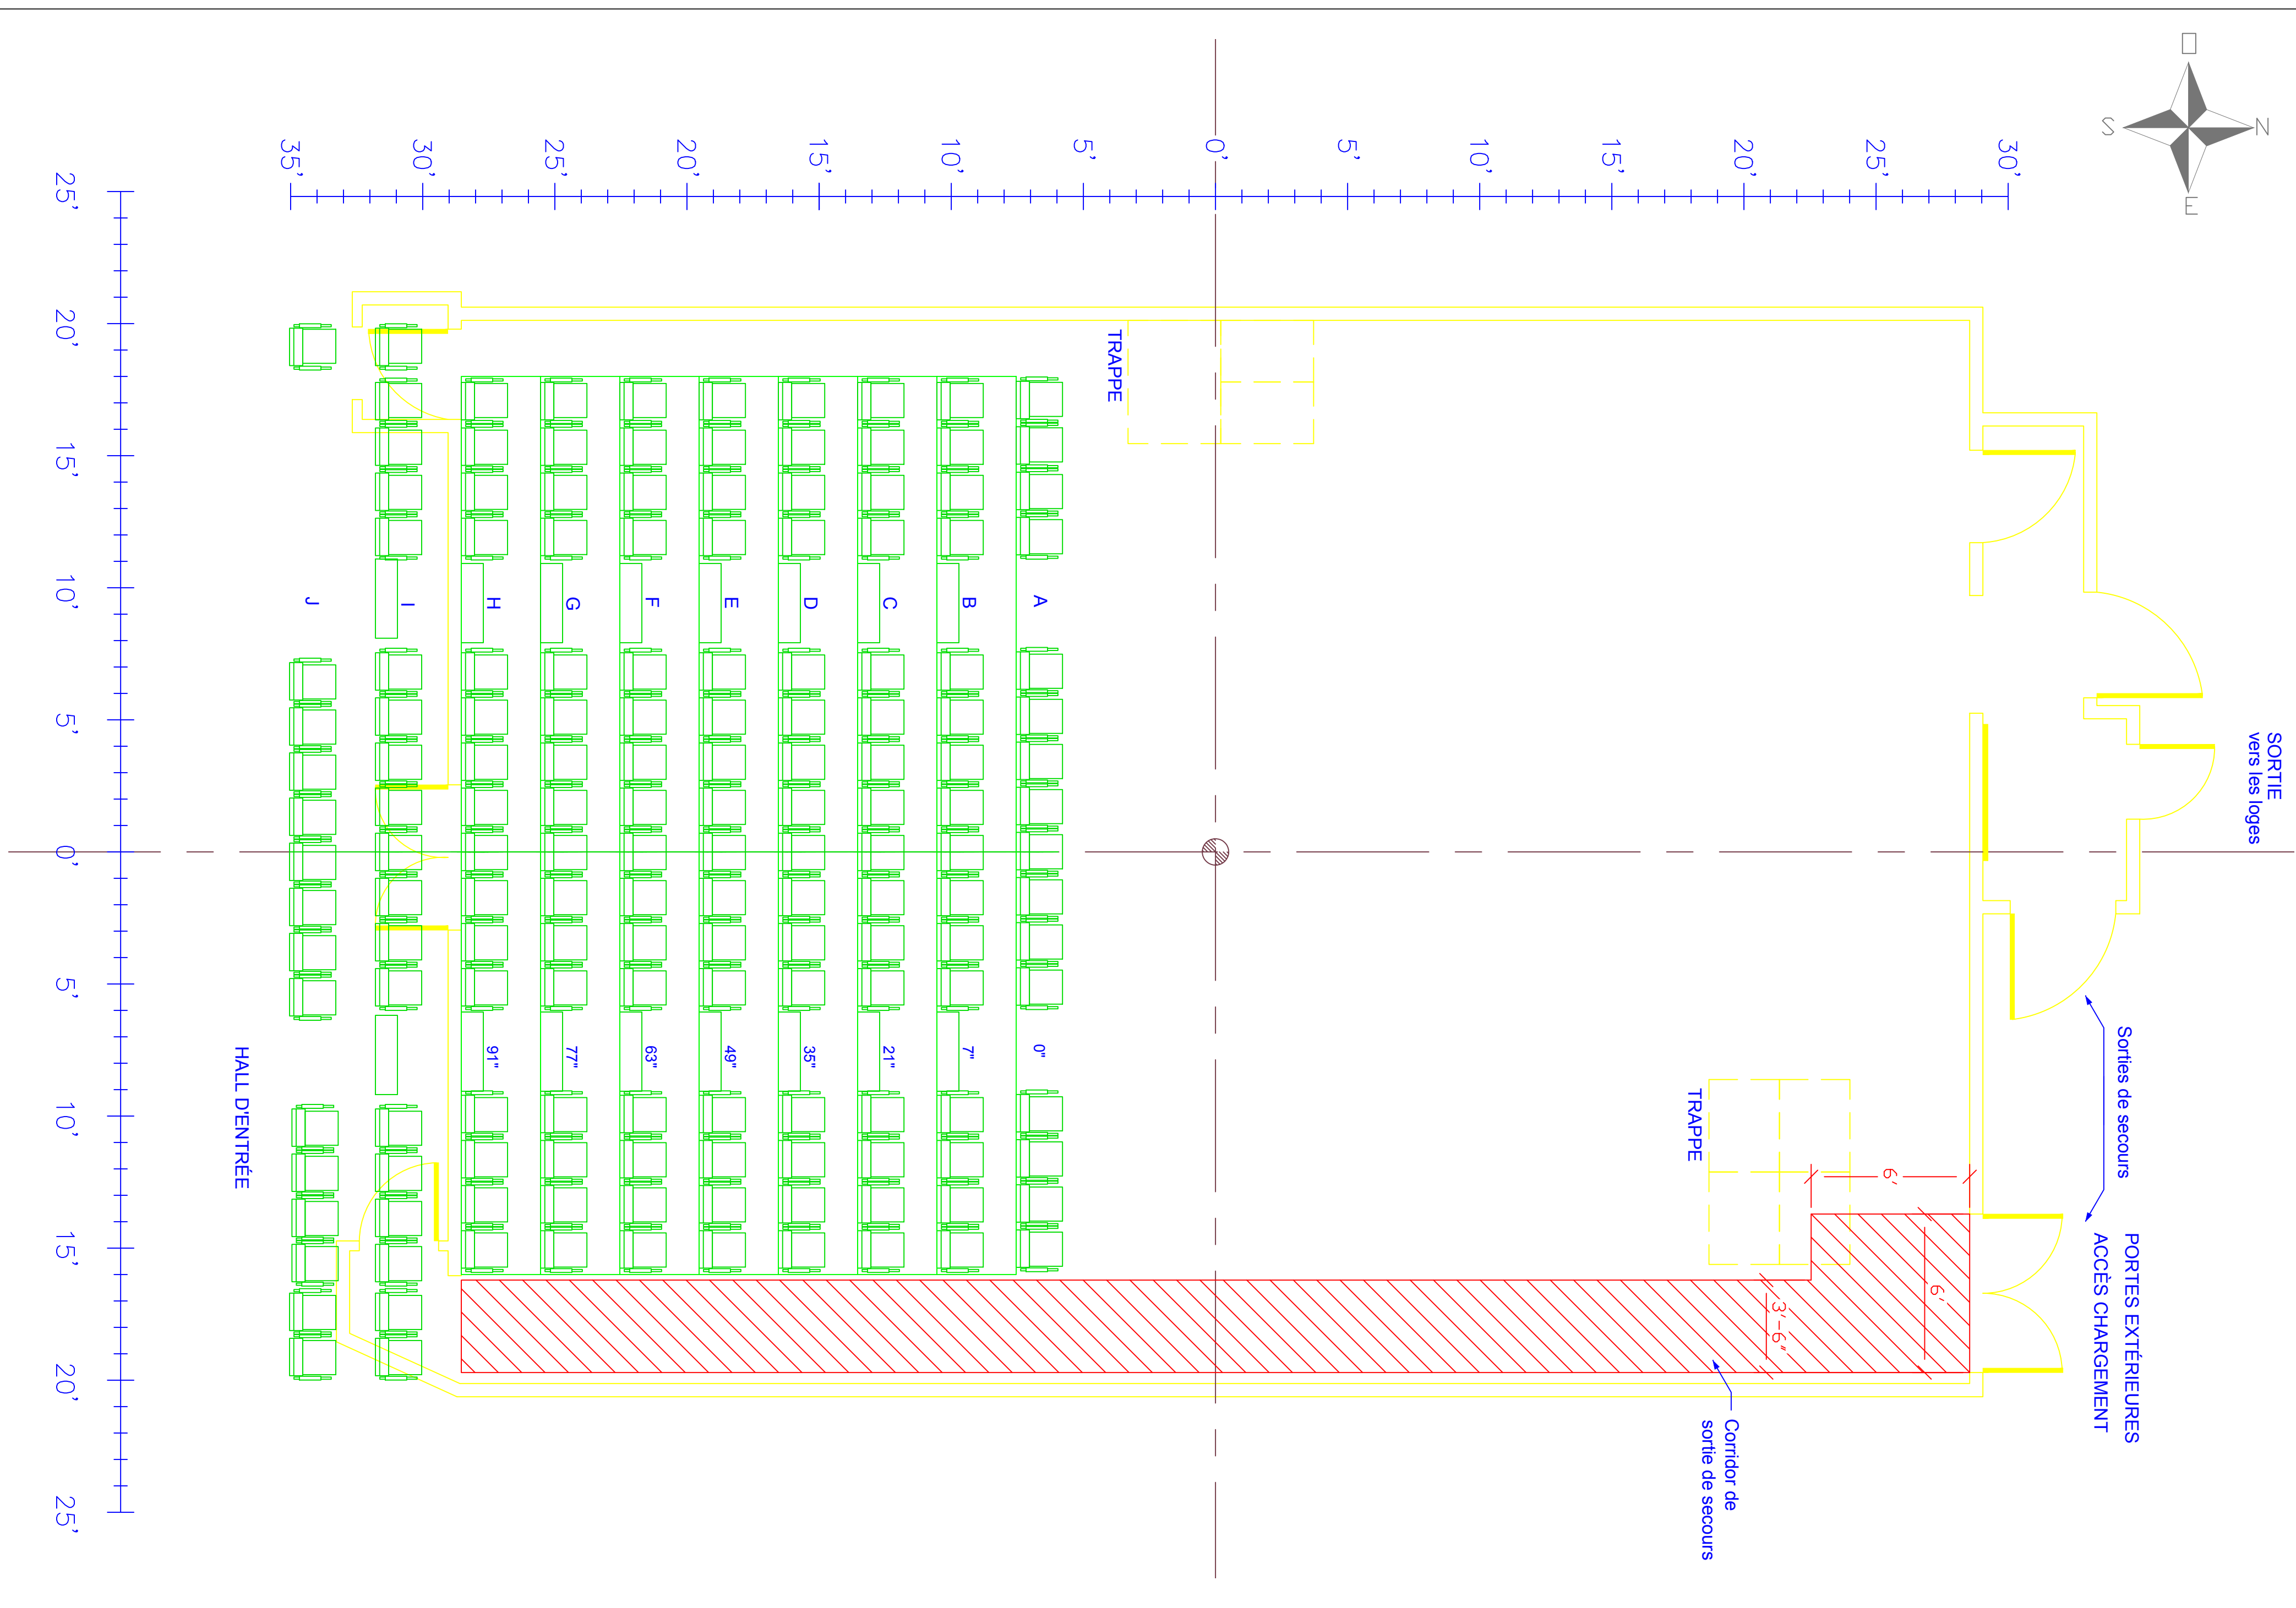 O
N
S
E
35' 30' 25' 20' 15' 10' 5' 0' 5' 10' 15' 20' 25' 30'
25' 20' 15' 10' 5' 0' 5' 10' 15' 20' 25'
TRAPPE
SORTIE
vers les loges
J I H G F E D C B A
91" 77" 63" 49" 35" 21" 7" 0"
HALL D'ENTRÉE
TRAPPE
Sorties de secours
PORTES EXTÉRIEURES
ACCÈS CHARGEMENT
6'
6'
3'-6"
Corridor de
sortie de secours